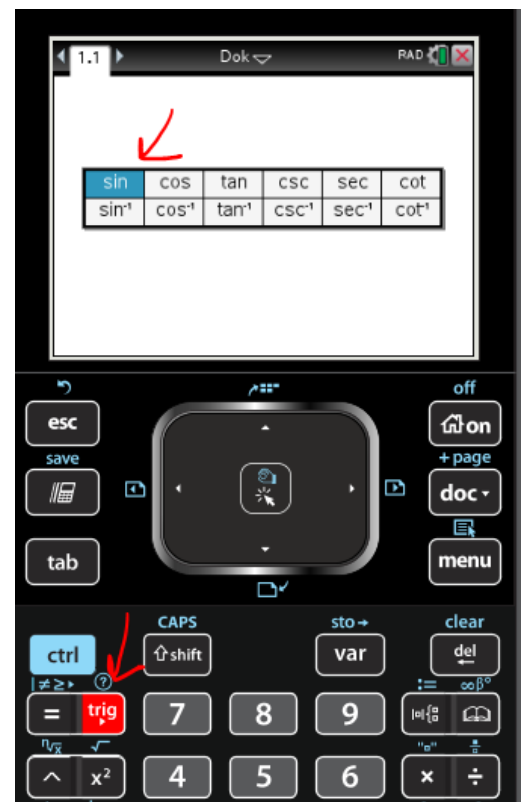 1.1 Dok RAD
sin cos tan csc sec cot
sin⁻¹ cos⁻¹ tan⁻¹ csc⁻¹ sec⁻¹ cot⁻¹
off
esc on
save + page
doc
tab menu
CAPS sto→ clear
ctrl ⇧shift var del
|≠≥▸ ? := ∞β°
= trig 7 8 9
ⁿ√x √ "▫"
^ x² 4 5 6 × ÷